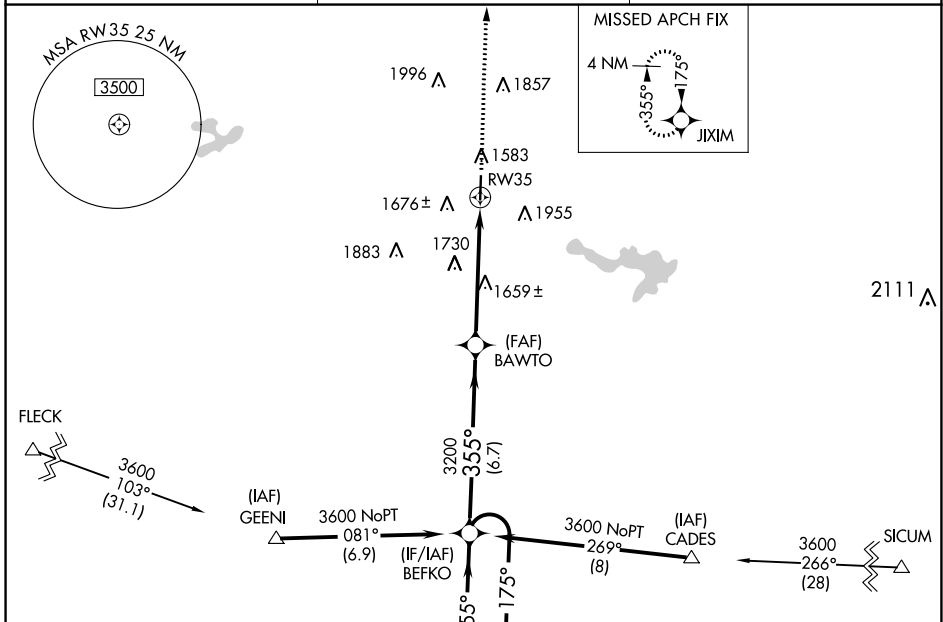 MSA RW35 25 NM
3500
MISSED APCH FIX
4 NM
355°
175°
JIXIM
1996
1857
1583
RW35
1676±
1955
1883
1730
1659±
2111
(FAF)
BAWTO
FLECK
3600
103°
(31.1)
3200
355°
(6.7)
(IAF)
GEENI
3600 NoPT
081°
(6.9)
(IF/IAF)
BEFKO
3600 NoPT
269°
(8)
(IAF)
CADES
3600
266°
(28)
SICUM
55°
175°